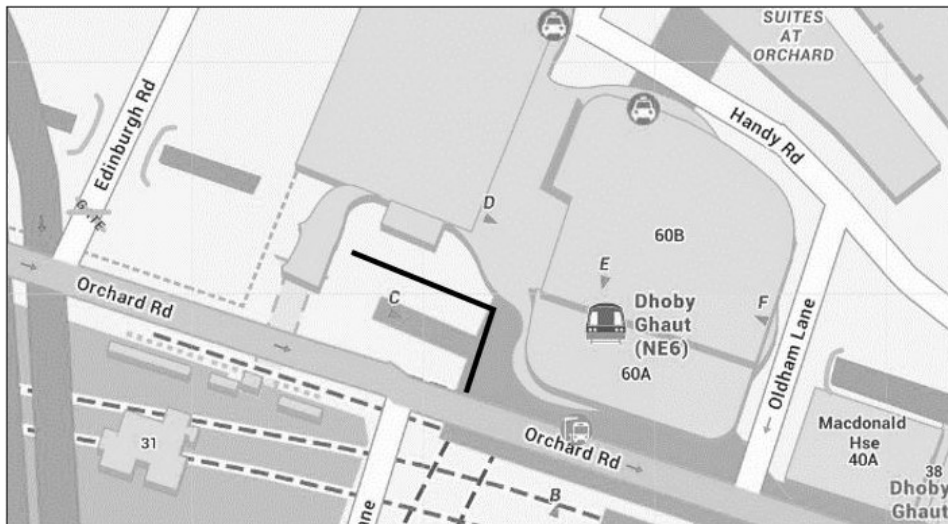 SUITES
AT
ORCHARD
Edinburgh Rd
Handy Rd
GATE
D
60B
E
Orchard Rd
C
Dhoby
Ghaut
(NE6)
F
Oldham Lane
60A
Macdonald
Hse
40A
31
Orchard Rd
38
Dhoby
Ghaut
B